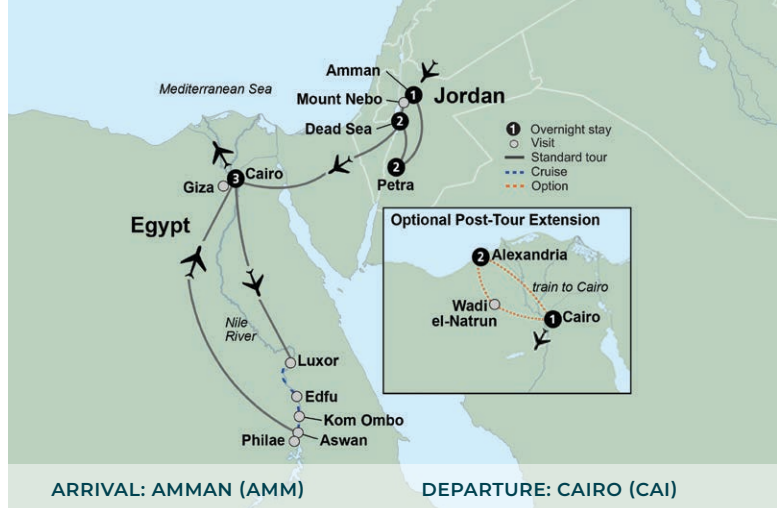 Mediterranean Sea
Amman
1
Mount Nebo
Jordan
Dead Sea
2
2
Petra
3
Cairo
Giza
Egypt
Nile
River
Luxor
Edfu
Kom Ombo
Philae
Aswan
1 Overnight stay
Visit
Standard tour
Cruise
Option
Optional Post-Tour Extension
2 Alexandria
train to Cairo
Wadi
el-Natrun
1 Cairo
ARRIVAL: AMMAN (AMM)
DEPARTURE: CAIRO (CAI)